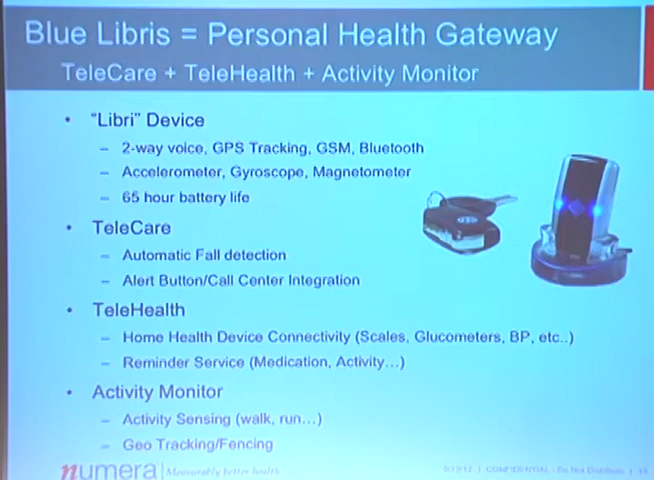 Blue Libris = Personal Health Gateway
TeleCare + TeleHealth + Activity Monitor
• "Libri" Device
– 2-way voice, GPS Tracking, GSM, Bluetooth
– Accelerometer, Gyroscope, Magnetometer
– 65 hour battery life
• TeleCare
– Automatic Fall detection
– Alert Button/Call Center Integration
• TeleHealth
– Home Health Device Connectivity (Scales, Glucometers, BP, etc..)
– Reminder Service (Medication, Activity...)
• Activity Monitor
– Activity Sensing (walk, run...)
– Geo Tracking/Fencing
numera | Measurably better health
| CONFIDENTIAL - Do Not Distribute |